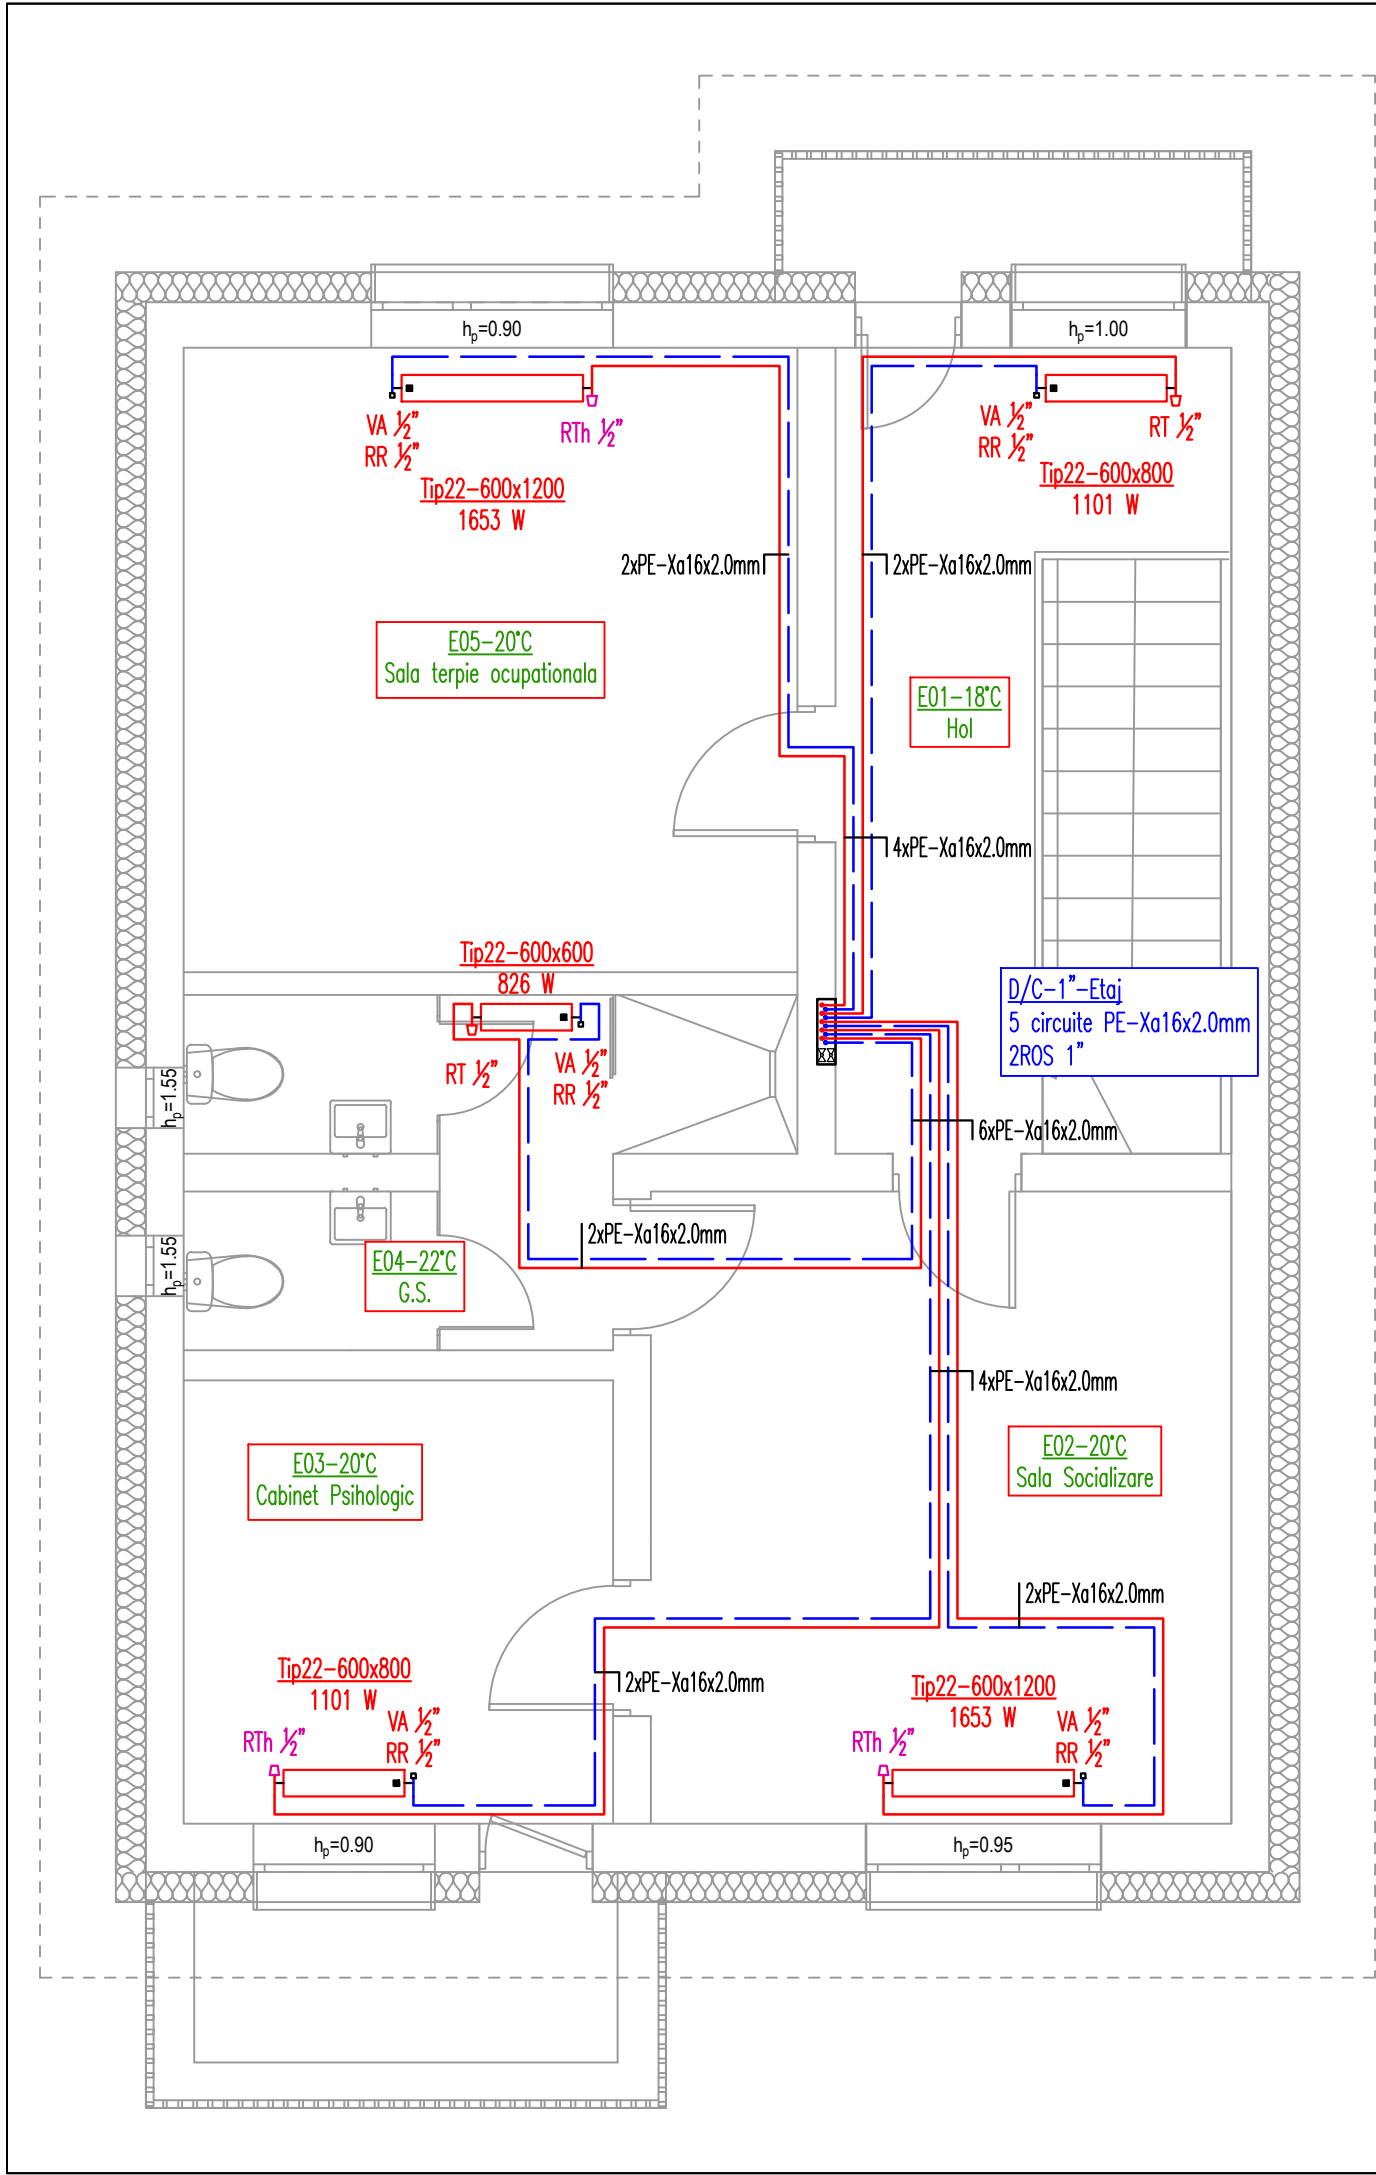 hp=0.90
hp=1.00
VA ½"
RR ½"
RTh ½"
Tip22-600x1200
1653 W
VA ½"
RR ½"
RT ½"
Tip22-600x800
1101 W
2xPE-Xa16x2.0mm
2xPE-Xa16x2.0mm
E05-20°C
Sala terpie ocupationala
E01-18°C
Hol
4xPE-Xa16x2.0mm
Tip22-600x600
826 W
RT ½"
VA ½"
RR ½"
D/C-1"-Etaj
5 circuite PE-Xa16x2.0mm
2ROS 1"
hp=1.55
6xPE-Xa16x2.0mm
2xPE-Xa16x2.0mm
hp=1.55
E04-22°C
G.S.
4xPE-Xa16x2.0mm
E03-20°C
Cabinet Psihologic
E02-20°C
Sala Socializare
2xPE-Xa16x2.0mm
Tip22-600x800
1101 W
2xPE-Xa16x2.0mm
Tip22-600x1200
1653 W
RTh ½"
VA ½"
RR ½"
RTh ½"
VA ½"
RR ½"
hp=0.90
hp=0.95